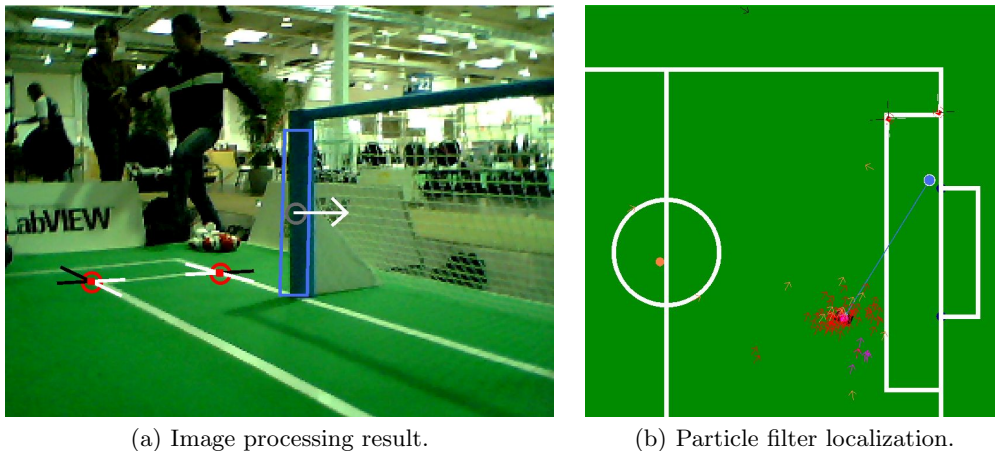 22
LabVIEW
(a) Image processing result.
(b) Particle filter localization.